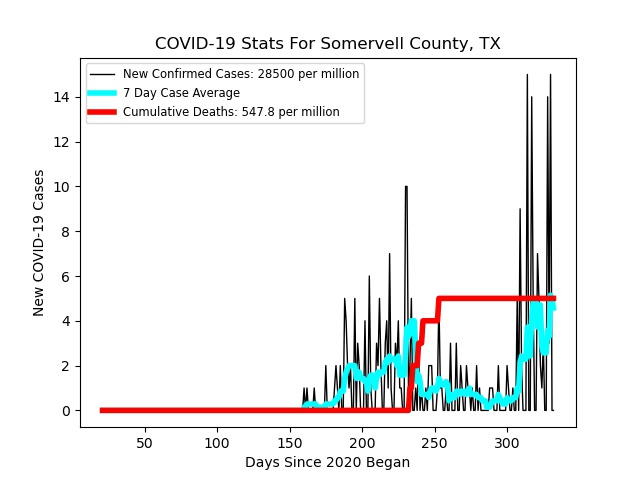 COVID-19 Stats For Somervell County, TX
New Confirmed Cases: 28500 per million
7 Day Case Average
Cumulative Deaths: 547.8 per million
New COVID-19 Cases
14
12
10
8
6
4
2
0
50 100 150 200 250 300
Days Since 2020 Began